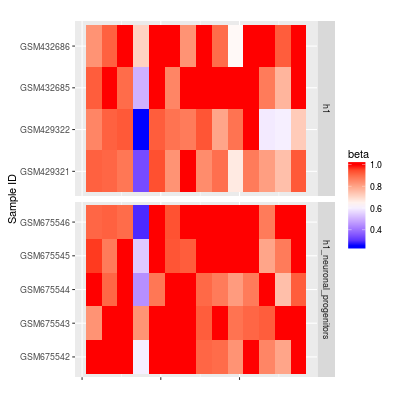 GSM432686
GSM432685
GSM429322
GSM429321
GSM675546
GSM675545
GSM675544
GSM675543
GSM675542
Sample ID
h1
h1_neuronal_progenitors
beta
1.0
0.8
0.6
0.4